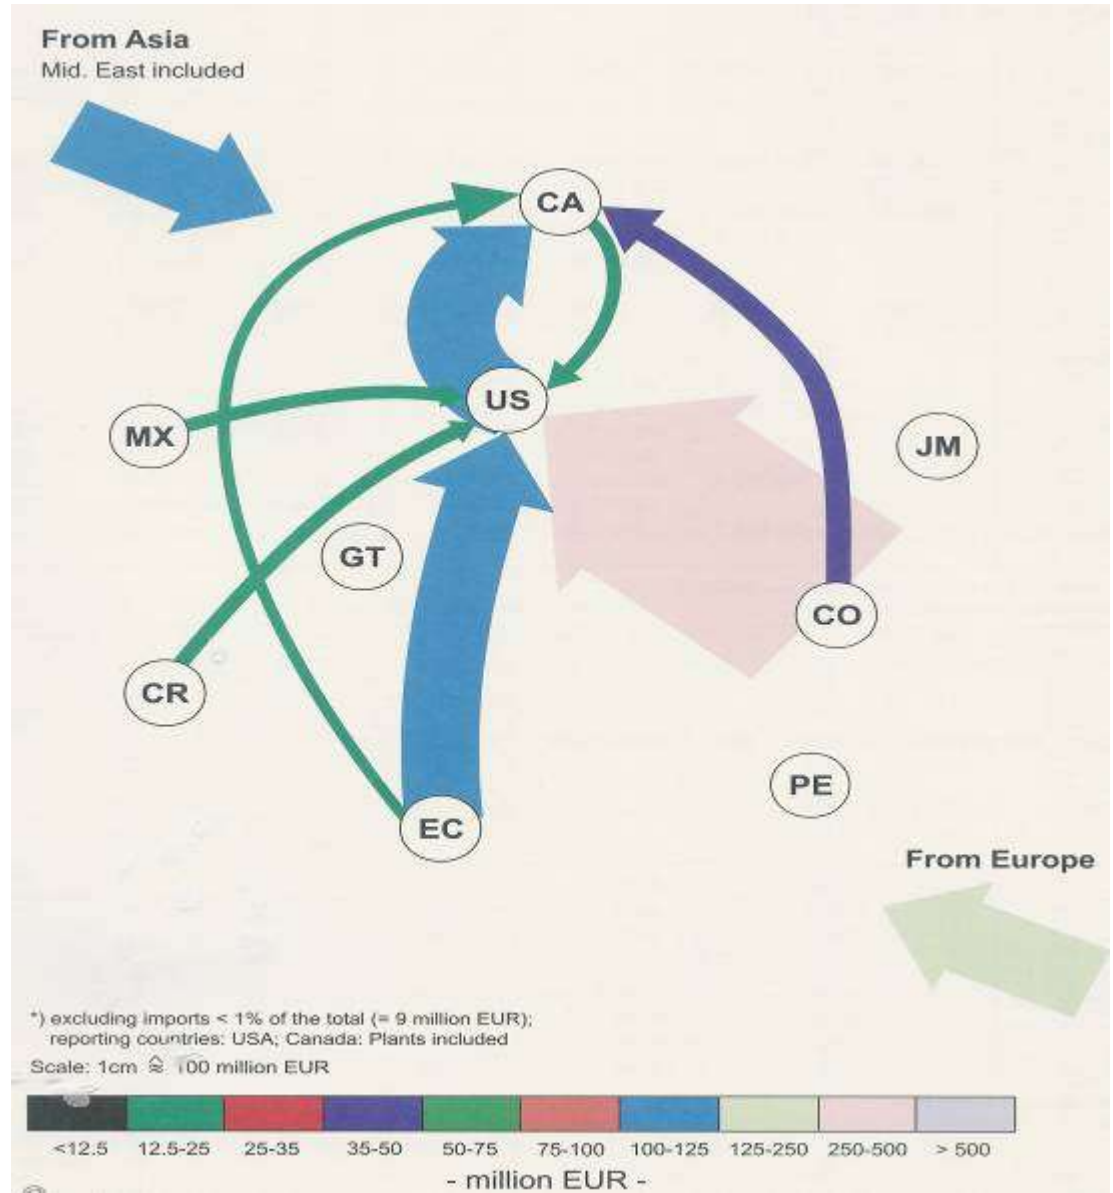 From Asia
Mid. East included
CA
US
MX
JM
GT
CO
CR
PE
EC
From Europe
*) excluding imports < 1% of the total (= 9 million EUR);
reporting countries: USA; Canada: Plants included
Scale: 1cm ≙ 100 million EUR
<12.5 12.5-25 25-35 35-50 50-75 75-100 100-125 125-250 250-500 > 500
- million EUR -